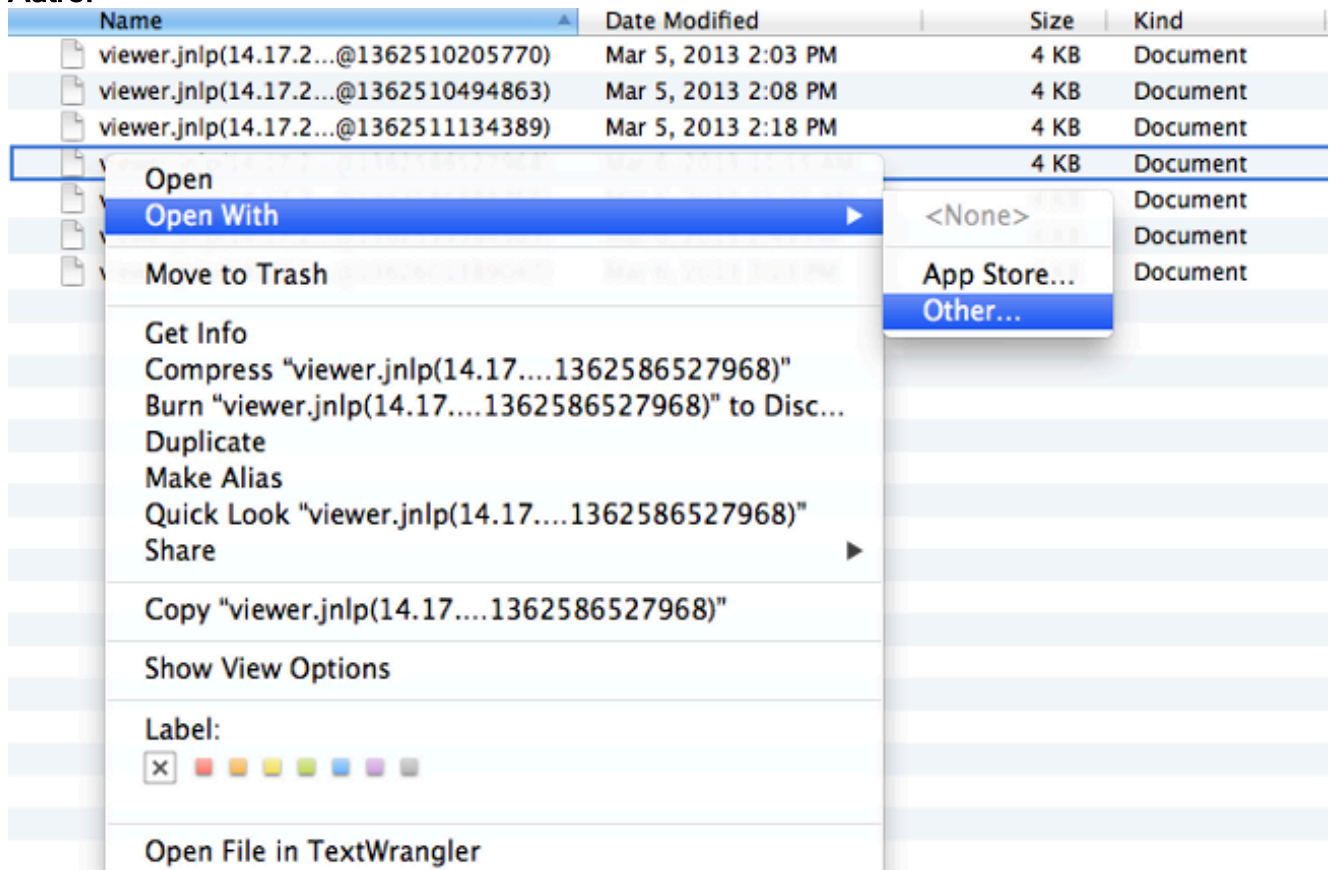 Name Date Modified Size Kind
viewer.jnlp(14.17.2...@1362510205770) Mar 5, 2013 2:03 PM 4 KB Document
viewer.jnlp(14.17.2...@1362510494863) Mar 5, 2013 2:08 PM 4 KB Document
viewer.jnlp(14.17.2...@1362511134389) Mar 5, 2013 2:18 PM 4 KB Document
4 KB Document
Document
Document
Document
Open
Open With
Move to Trash
Get Info
Compress “viewer.jnlp(14.17....1362586527968)”
Burn “viewer.jnlp(14.17....1362586527968)” to Disc...
Duplicate
Make Alias
Quick Look “viewer.jnlp(14.17....1362586527968)”
Share
Copy “viewer.jnlp(14.17....1362586527968)”
Show View Options
Label:
Open File in TextWrangler
<None>
App Store...
Other...